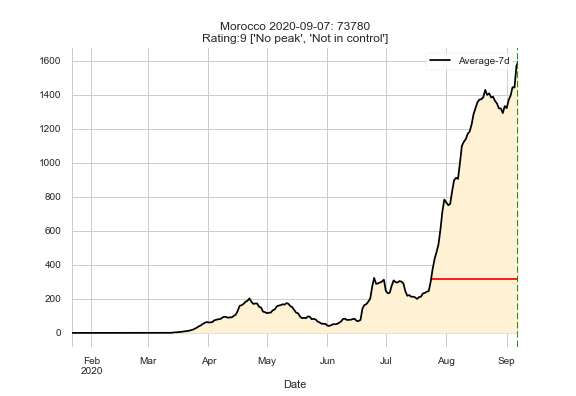 Morocco 2020-09-07: 73780
Rating:9 ['No peak', 'Not in control']
Average-7d
1600
1400
1200
1000
800
600
400
200
0
Feb Mar Apr May Jun Jul Aug Sep
2020
Date